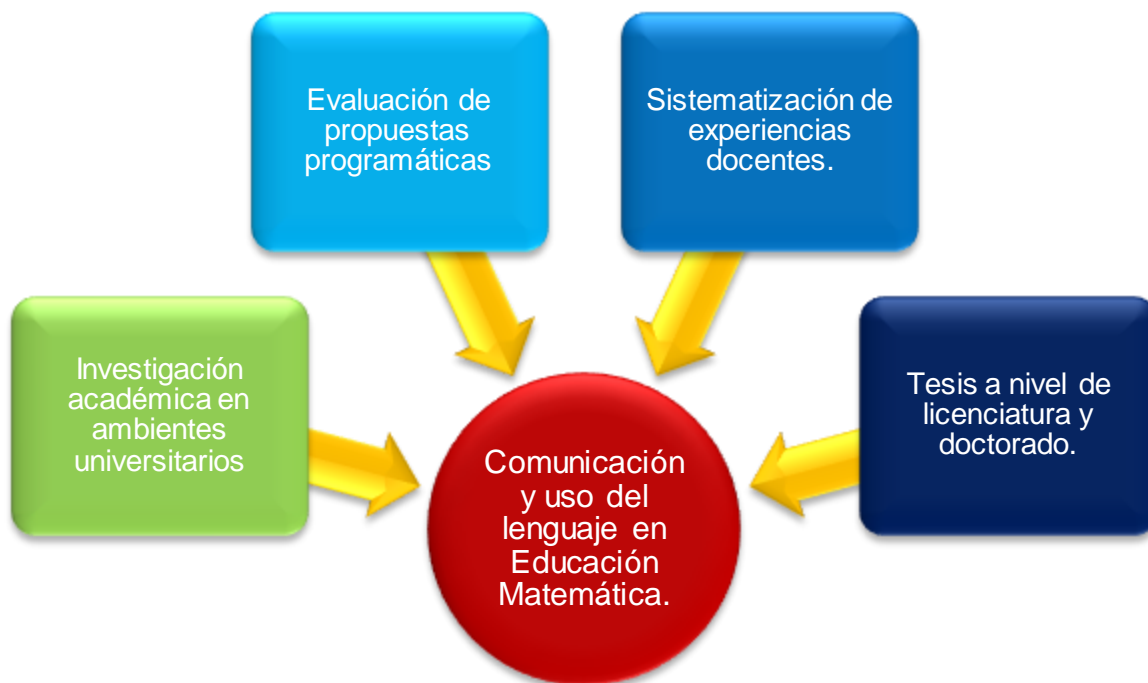 Evaluación de
propuestas
programáticas
Sistematización de
experiencias
docentes.
Investigación
académica en
ambientes
universitarios
Tesis a nivel de
licenciatura y
doctorado.
Comunicación
y uso del
lenguaje en
Educación
Matemática.